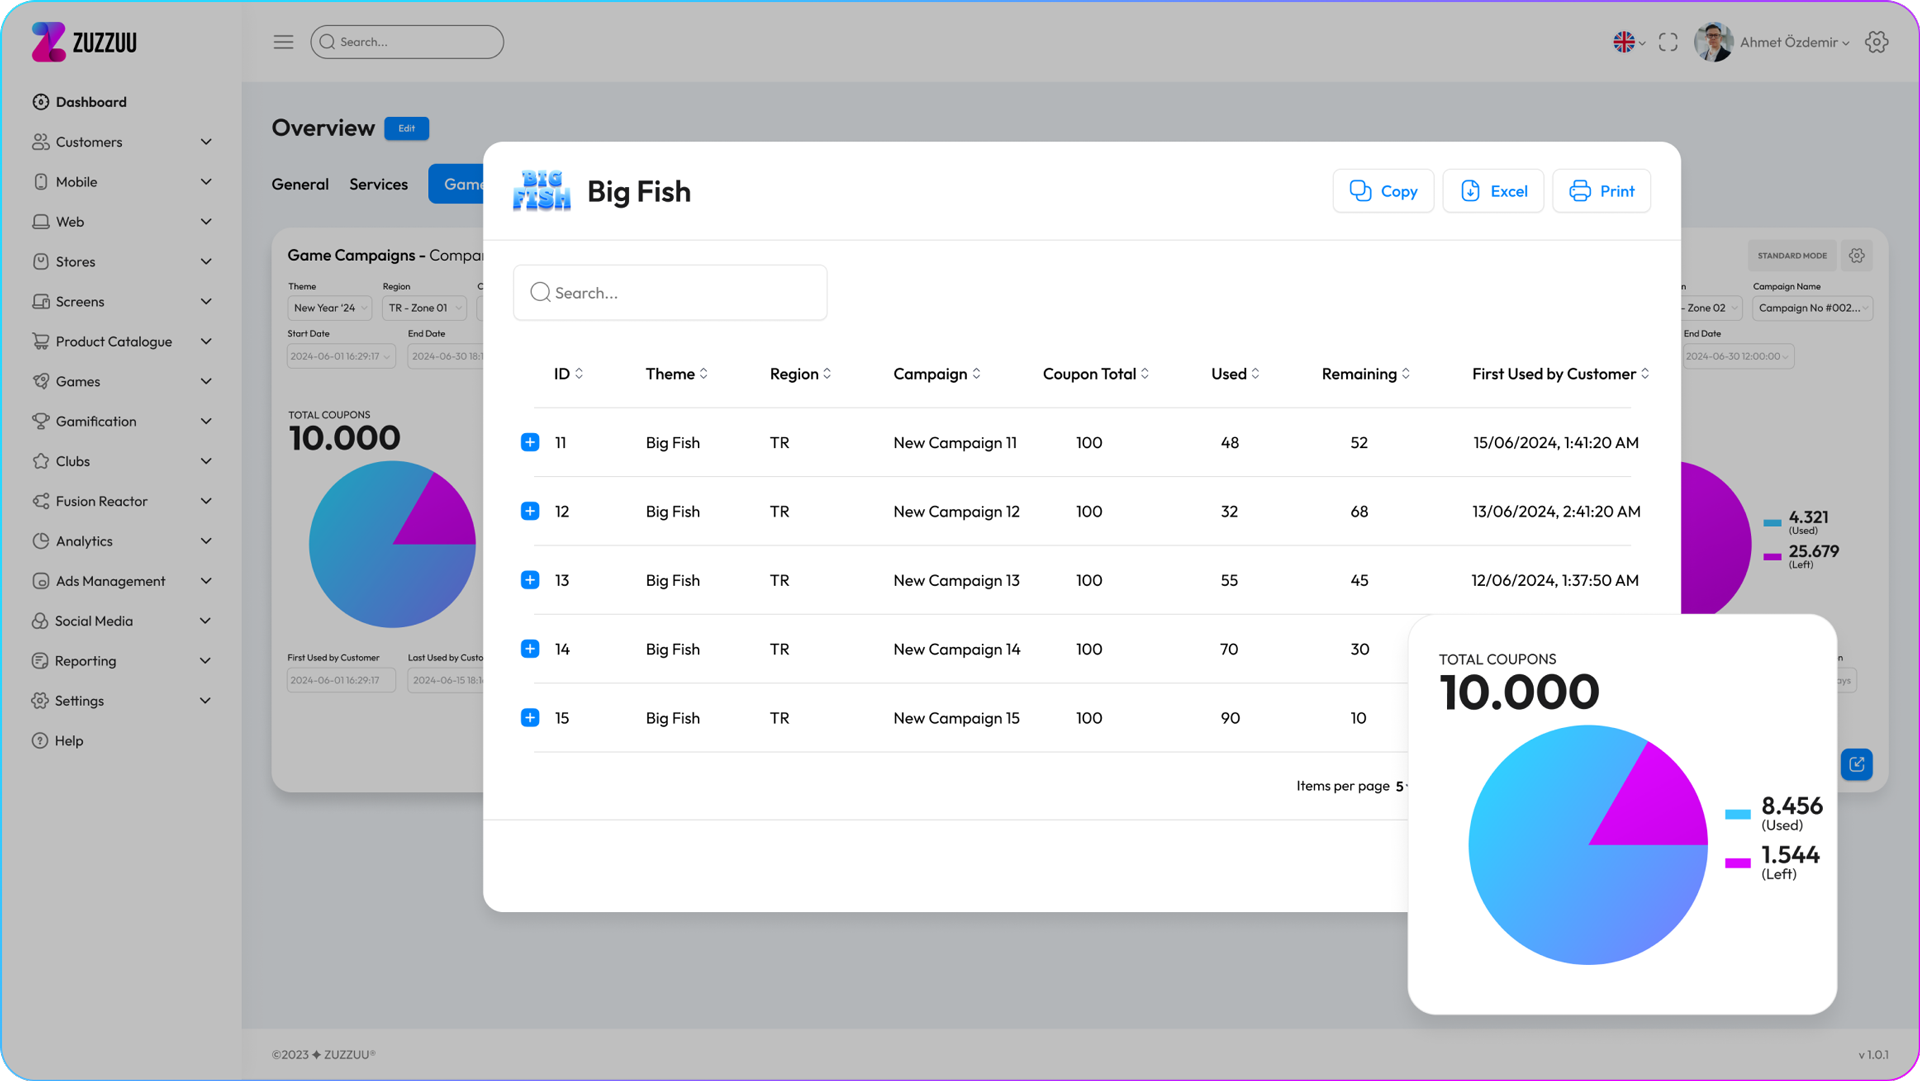 ZUZZUU
Search...
Ahmet Özdemir
Dashboard
Customers
Mobile
Web
Stores
Screens
Product Catalogue
Games
Gamification
Clubs
Fusion Reactor
Analytics
Ads Management
Social Media
Reporting
Settings
Help
Overview
Edit
General
Services
Game
Game Campaigns - Compa
Theme
Region
New Year '24
TR - Zone 01
Start Date
End Date
2024-06-01 16:29:17
2024-06-30 18:1
TOTAL COUPONS
10.000
First Used by Customer
Last Used by Custo
2024-06-01 16:29:17
2024-06-15 18:1
BIG FISH
Big Fish
Copy
Excel
Print
Search...
ID
Theme
Region
Campaign
Coupon Total
Used
Remaining
First Used by Customer
11 Big Fish TR New Campaign 11 100 48 52 15/06/2024, 1:41:20 AM
12 Big Fish TR New Campaign 12 100 32 68 13/06/2024, 2:41:20 AM
13 Big Fish TR New Campaign 13 100 55 45 12/06/2024, 1:37:50 AM
14 Big Fish TR New Campaign 14 100 70 30
15 Big Fish TR New Campaign 15 100 90 10
Items per page 5
STANDARD MODE
Campaign Name
- Zone 02
Campaign No #002...
End Date
2024-06-30 12:00:00
4.321
(Used)
25.679
(Left)
TOTAL COUPONS
10.000
8.456
(Used)
1.544
(Left)
©2023 ✦ ZUZZUU®
v 1.0.1